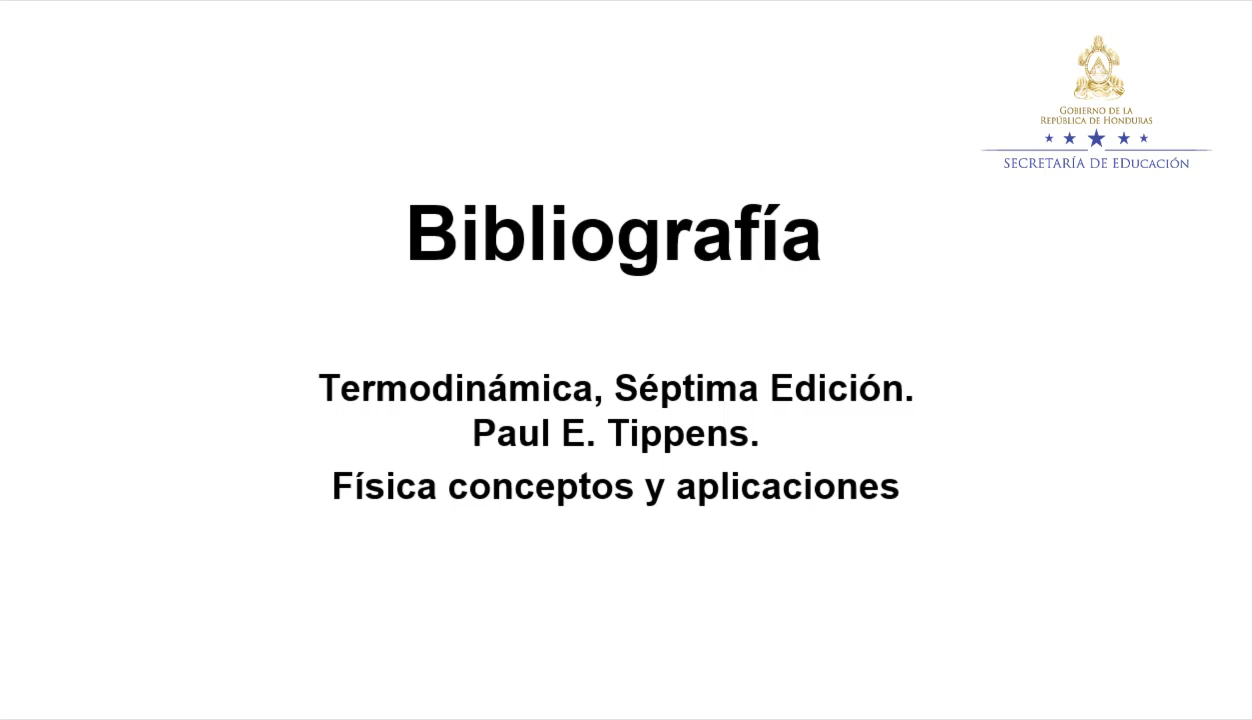 GOBIERNO DE LA
REPÚBLICA DE HONDURAS
SECRETARÍA DE EDUCACIÓN
Bibliografía
Termodinámica, Séptima Edición.
Paul E. Tippens.
Física conceptos y aplicaciones